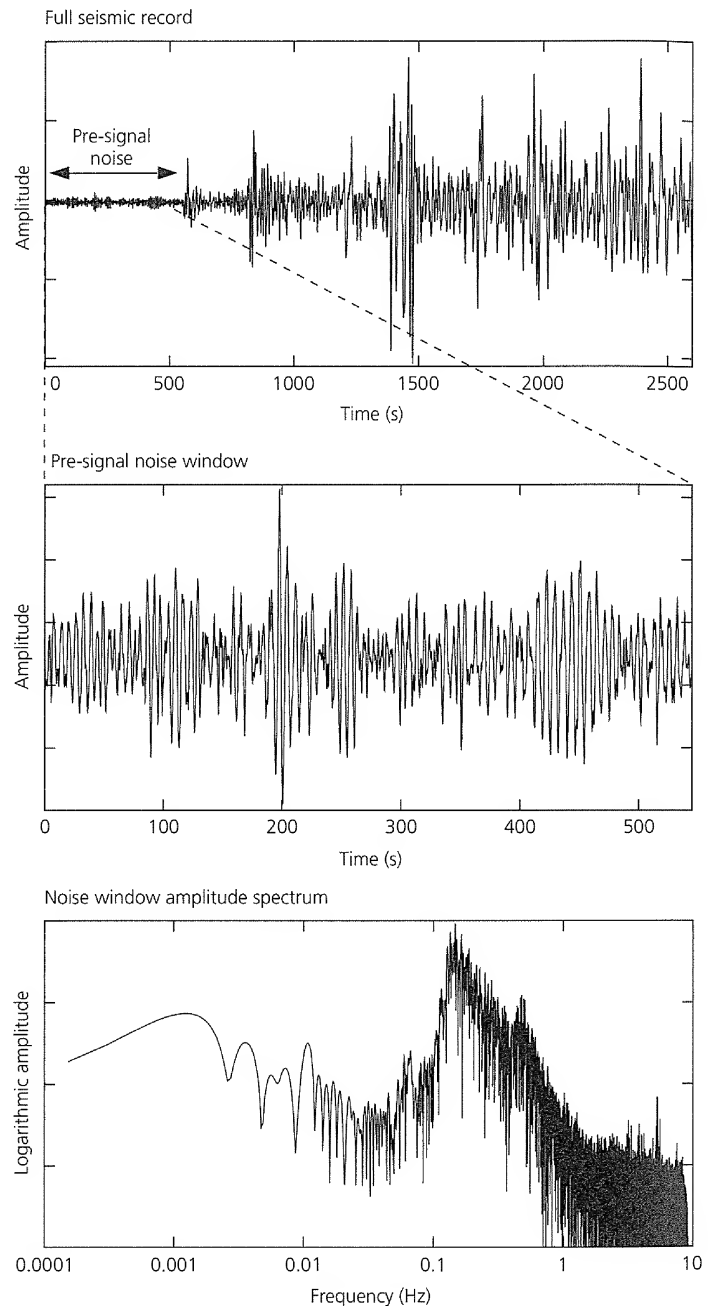 Full seismic record
Pre-signal
noise
Amplitude
0 500 1000 1500 2000 2500
Time (s)
Pre-signal noise window
Amplitude
0 100 200 300 400 500
Time (s)
Noise window amplitude spectrum
Logarithmic amplitude
0.0001 0.001 0.01 0.1 1 10
Frequency (Hz)